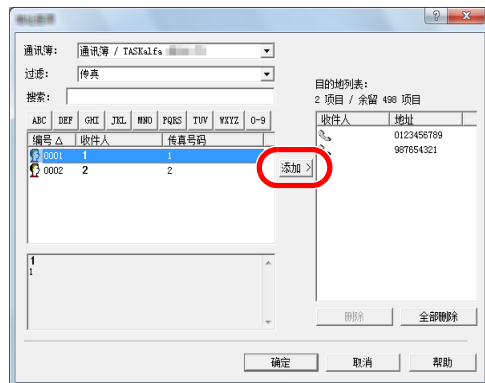 通讯簿: 通讯簿 / TASKalfa
过滤: 传真
搜索:
ABC DEF GHI JKL MNO PQRS TUV WXYZ 0-9
编号 收件人 传真号码
0001 1 1
0002 2 2
1
1
添加 >
目的地列表:
2 项目 / 余留 498 项目
收件人 地址
0123456789
987654321
删除 全部删除
确定 取消 帮助